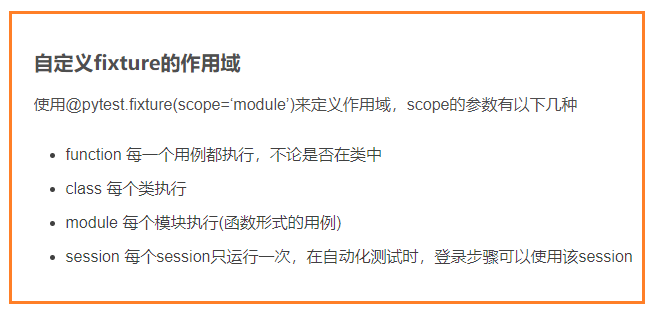 自定义fixture的作用域
使用@pytest.fixture(scope=‘module’)来定义作用域，scope的参数有以下几种
• function 每一个用例都执行，不论是否在类中
• class 每个类执行
• module 每个模块执行(函数形式的用例)
• session 每个session只运行一次，在自动化测试时，登录步骤可以使用该session